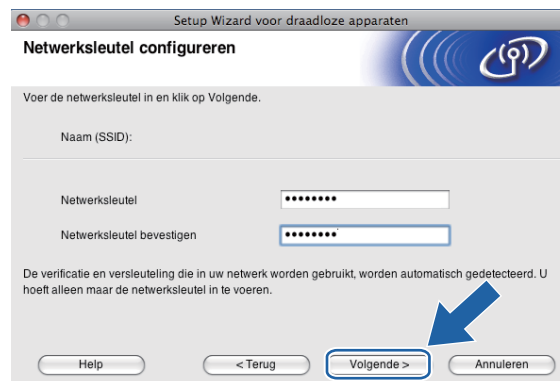 Setup Wizard voor draadloze apparaten
Netwerksleutel configureren
Voer de netwerksleutel in en klik op Volgende.
Naam (SSID):
Netwerksleutel ••••••••
Netwerksleutel bevestigen ••••••••
De verificatie en versleuteling die in uw netwerk worden gebruikt, worden automatisch gedetecteerd. U
hoeft alleen maar de netwerksleutel in te voeren.
Help < Terug Volgende > Annuleren